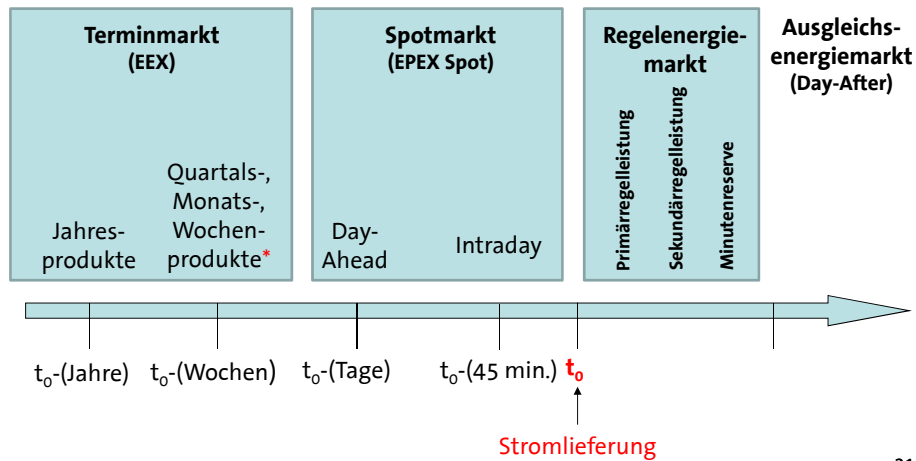 Terminmarkt
(EEX)
Jahres-
produkte
Quartals-,
Monats-,
Wochen-
produkte*
Spotmarkt
(EPEX Spot)
Day-
Ahead
Intraday
Regelenergie-
markt
Primärregelleistung
Sekundärregelleistung
Minutenreserve
Ausgleichs-
energiemarkt
(Day-After)
t₀-(Jahre)
t₀-(Wochen)
t₀-(Tage)
t₀-(45 min.)
t₀
Stromlieferung